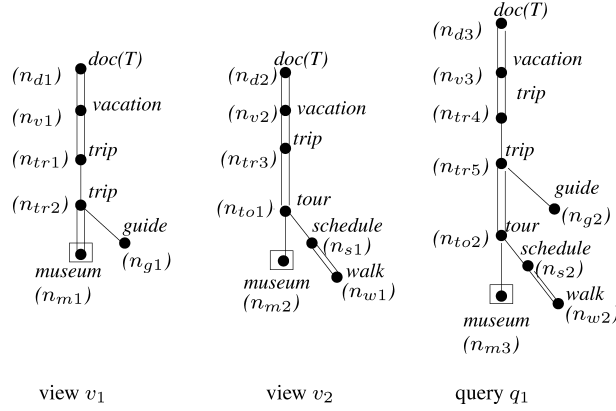 doc(T)
(n_{d1})
vacation
(n_{v1})
trip
(n_{tr1})
trip
(n_{tr2})
guide
(n_{g1})
museum
(n_{m1})
view v_1
doc(T)
(n_{d2})
vacation
(n_{v2})
trip
(n_{tr3})
tour
(n_{to1})
schedule
(n_{s1})
walk
(n_{w1})
museum
(n_{m2})
view v_2
doc(T)
(n_{d3})
vacation
(n_{v3})
trip
(n_{tr4})
trip
(n_{tr5})
guide
(n_{g2})
tour
(n_{to2})
schedule
(n_{s2})
walk
(n_{w2})
museum
(n_{m3})
query q_1